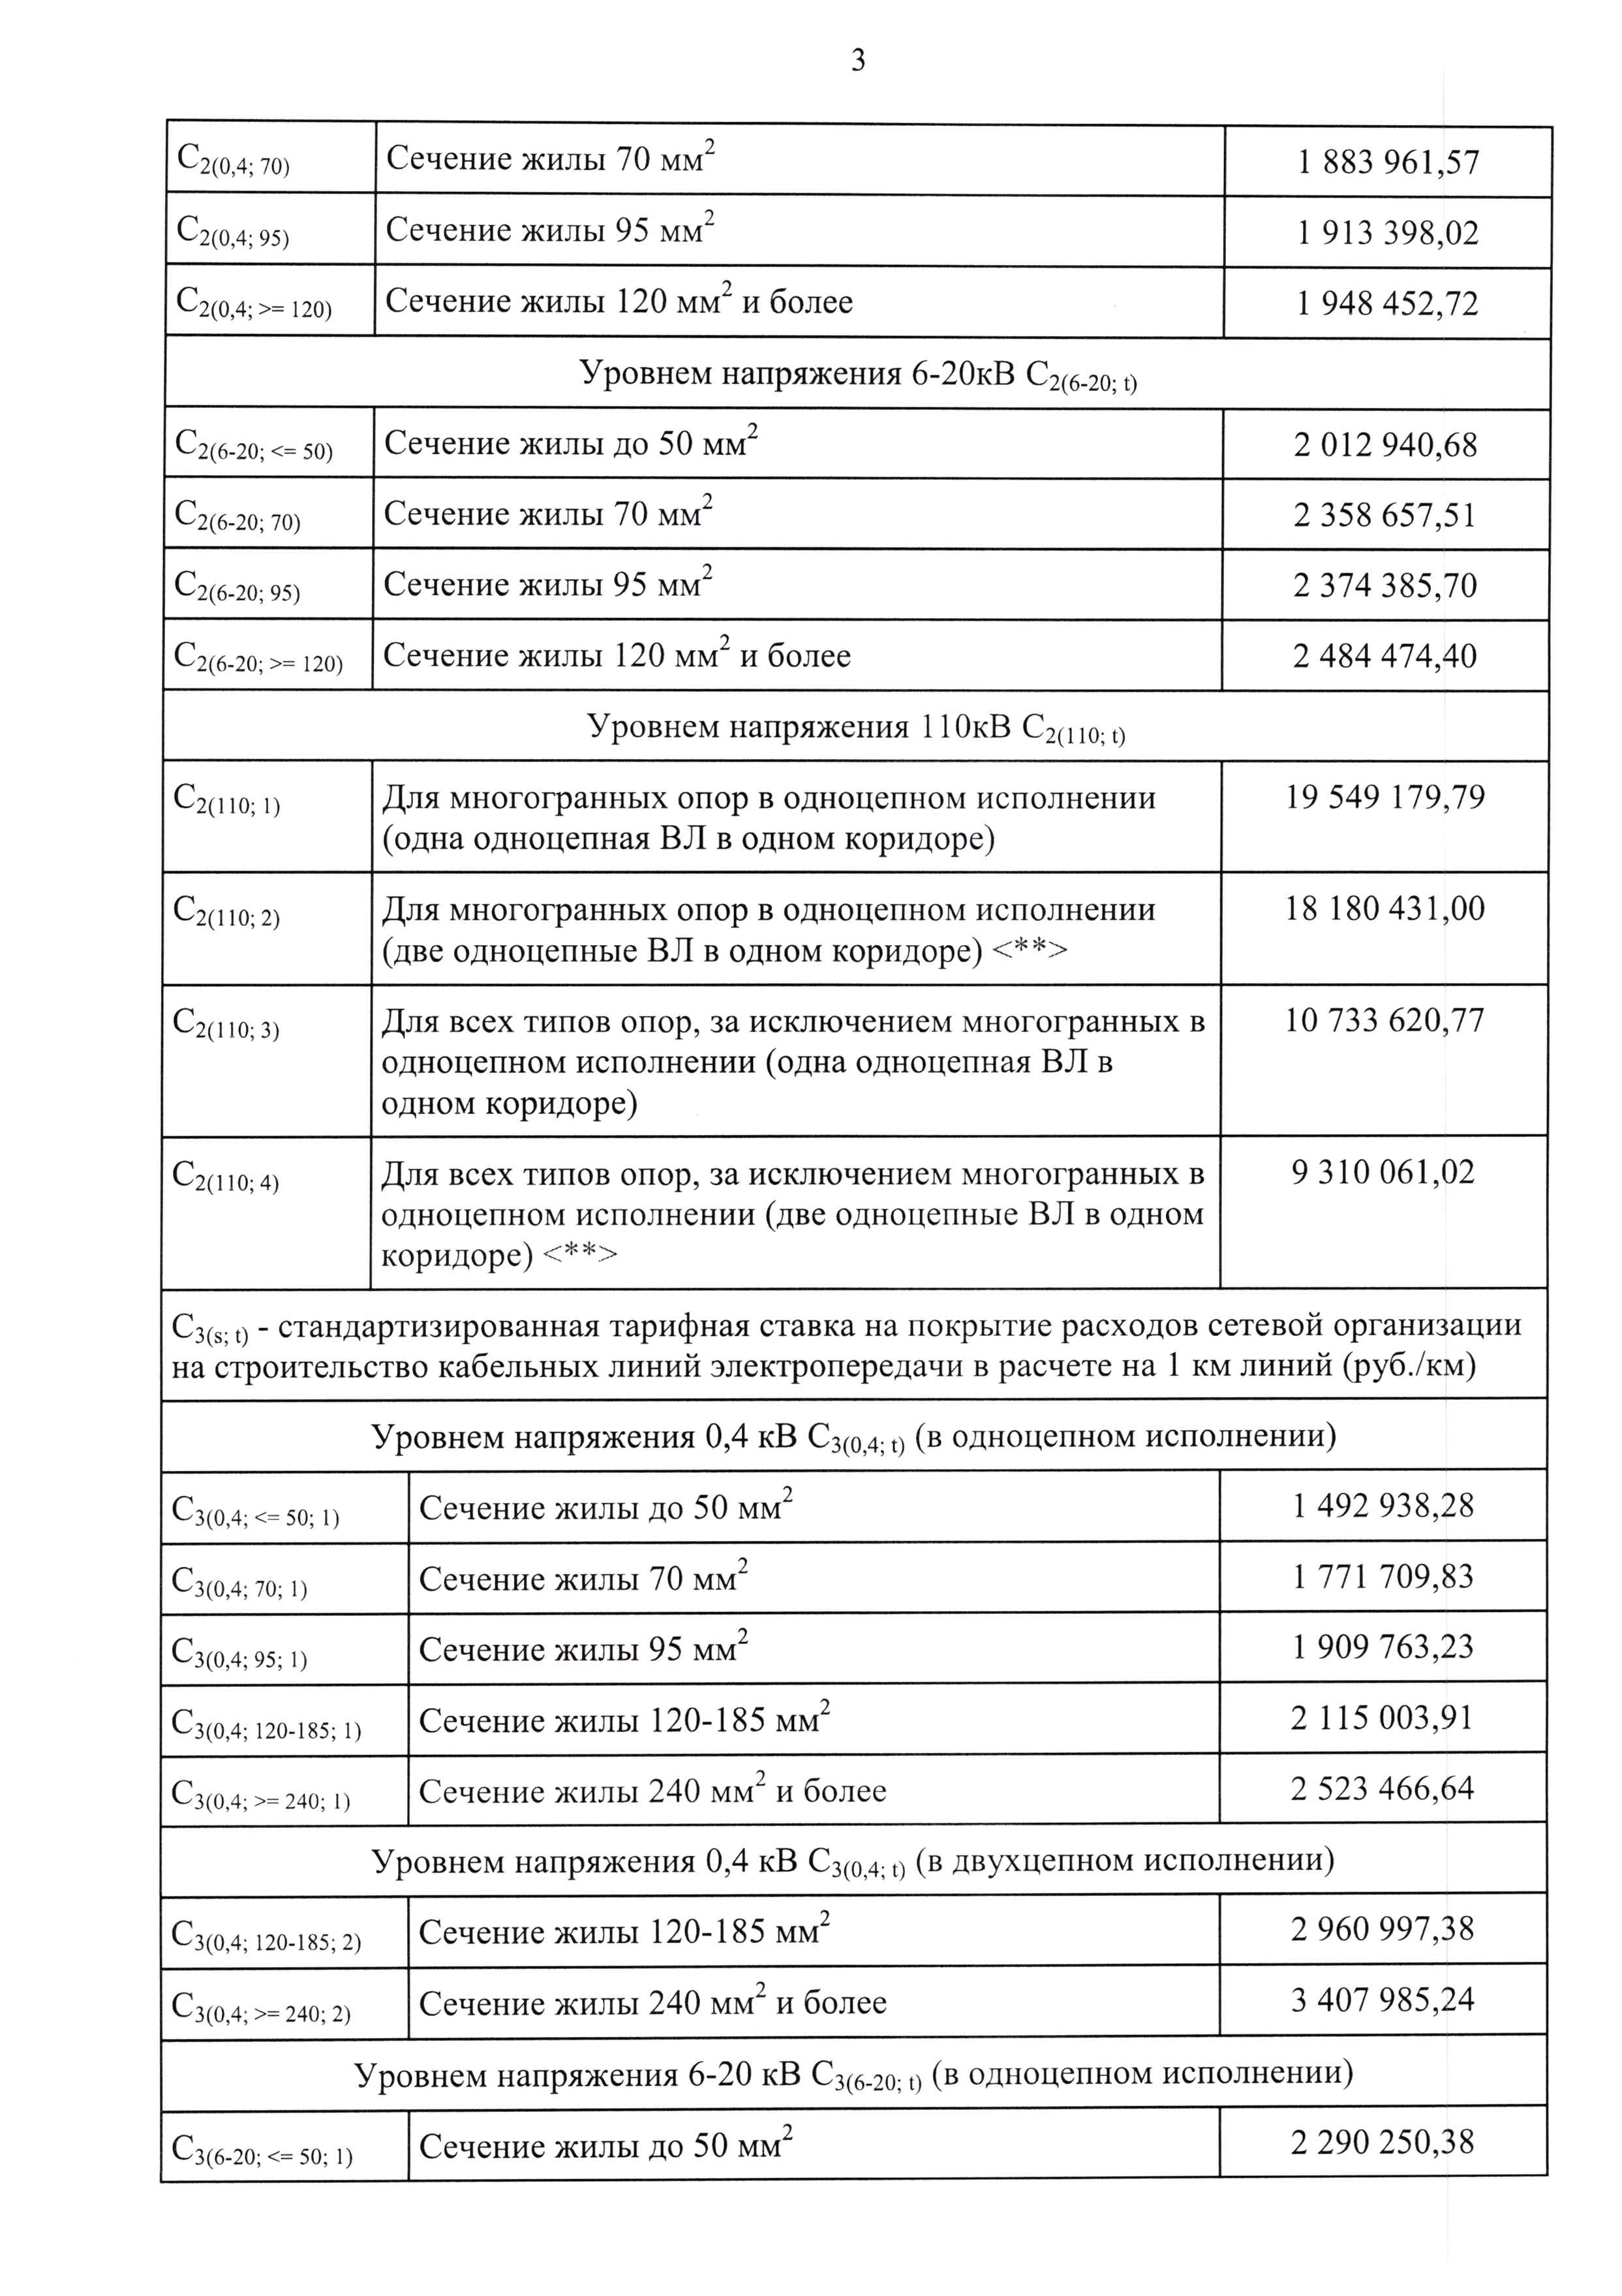 3
C2(0,4; 70) Сечение жилы 70 мм² 1 883 961,57
C2(0,4; 95) Сечение жилы 95 мм² 1 913 398,02
C2(0,4; >= 120) Сечение жилы 120 мм² и более 1 948 452,72
Уровнем напряжения 6-20кВ C2(6-20; t)
C2(6-20; <= 50) Сечение жилы до 50 мм² 2 012 940,68
C2(6-20; 70) Сечение жилы 70 мм² 2 358 657,51
C2(6-20; 95) Сечение жилы 95 мм² 2 374 385,70
C2(6-20; >= 120) Сечение жилы 120 мм² и более 2 484 474,40
Уровнем напряжения 110кВ C2(110; t)
C2(110; 1) Для многогранных опор в одноцепном исполнении 19 549 179,79
(одна одноцепная ВЛ в одном коридоре)
C2(110; 2) Для многогранных опор в одноцепном исполнении 18 180 431,00
(две одноцепные ВЛ в одном коридоре) <**>
C2(110; 3) Для всех типов опор, за исключением многогранных в 10 733 620,77
одноцепном исполнении (одна одноцепная ВЛ в
одном коридоре)
C2(110; 4) Для всех типов опор, за исключением многогранных в 9 310 061,02
одноцепном исполнении (две одноцепные ВЛ в одном
коридоре) <**>
C3(s; t) - стандартизированная тарифная ставка на покрытие расходов сетевой организации
на строительство кабельных линий электропередачи в расчете на 1 км линий (руб./км)
Уровнем напряжения 0,4 кВ C3(0,4; t) (в одноцепном исполнении)
C3(0,4; <= 50; 1) Сечение жилы до 50 мм² 1 492 938,28
C3(0,4; 70; 1) Сечение жилы 70 мм² 1 771 709,83
C3(0,4; 95; 1) Сечение жилы 95 мм² 1 909 763,23
C3(0,4; 120-185; 1) Сечение жилы 120-185 мм² 2 115 003,91
C3(0,4; >= 240; 1) Сечение жилы 240 мм² и более 2 523 466,64
Уровнем напряжения 0,4 кВ C3(0,4; t) (в двухцепном исполнении)
C3(0,4; 120-185; 2) Сечение жилы 120-185 мм² 2 960 997,38
C3(0,4; >= 240; 2) Сечение жилы 240 мм² и более 3 407 985,24
Уровнем напряжения 6-20 кВ C3(6-20; t) (в одноцепном исполнении)
C3(6-20; <= 50; 1) Сечение жилы до 50 мм² 2 290 250,38